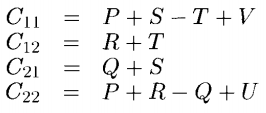 C₁₁ = P + S − T + V
C₁₂ = R + T
C₂₁ = Q + S
C₂₂ = P + R − Q + U